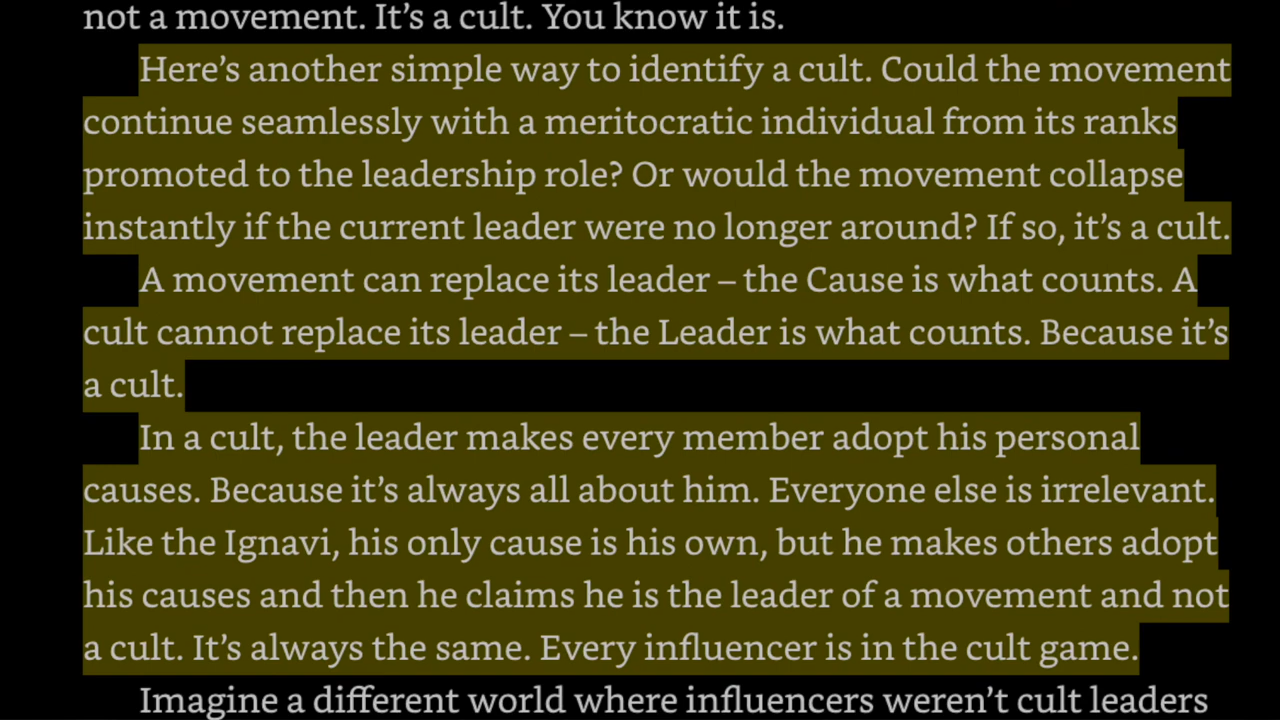 not a movement. It’s a cult. You know it is.
Here’s another simple way to identify a cult. Could the movement
continue seamlessly with a meritocratic individual from its ranks
promoted to the leadership role? Or would the movement collapse
instantly if the current leader were no longer around? If so, it’s a cult.
A movement can replace its leader – the Cause is what counts. A
cult cannot replace its leader – the Leader is what counts. Because it’s
a cult.
In a cult, the leader makes every member adopt his personal
causes. Because it’s always all about him. Everyone else is irrelevant.
Like the Ignavi, his only cause is his own, but he makes others adopt
his causes and then he claims he is the leader of a movement and not
a cult. It’s always the same. Every influencer is in the cult game.
Imagine a different world where influencers weren’t cult leaders